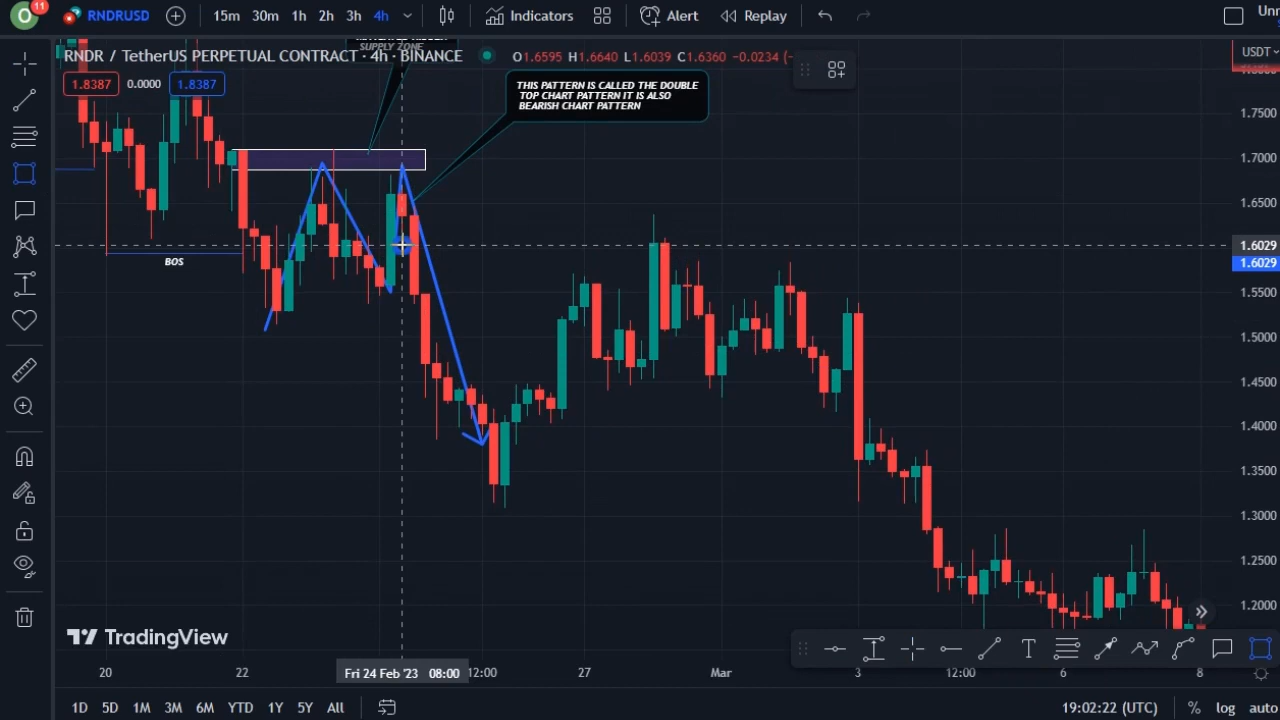 11
RNDRUSD
15m 30m 1h 2h 3h 4h
Indicators
Alert
Replay
SUPPLY ZONE
RNDR / TetherUS PERPETUAL CONTRACT · 4h · BINANCE
O1.6595 H1.6640 L1.6039 C1.6360 −0.0234 (−
USDT
1.8387 0.0000 1.8387
THIS PATTERN IS CALLED THE DOUBLE
TOP CHART PATTERN IT IS ALSO
BEARISH CHART PATTERN
1.7500
1.7000
1.6500
1.6029
1.6029
BOS
1.5500
1.5000
1.4500
1.4000
1.3500
1.3000
1.2500
1.2000
TradingView
20 22 Fri 24 Feb '23 08:00 12:00 27 Mar 3 12:00 6 8
1D 5D 1M 3M 6M YTD 1Y 5Y All
19:02:22 (UTC) % log auto